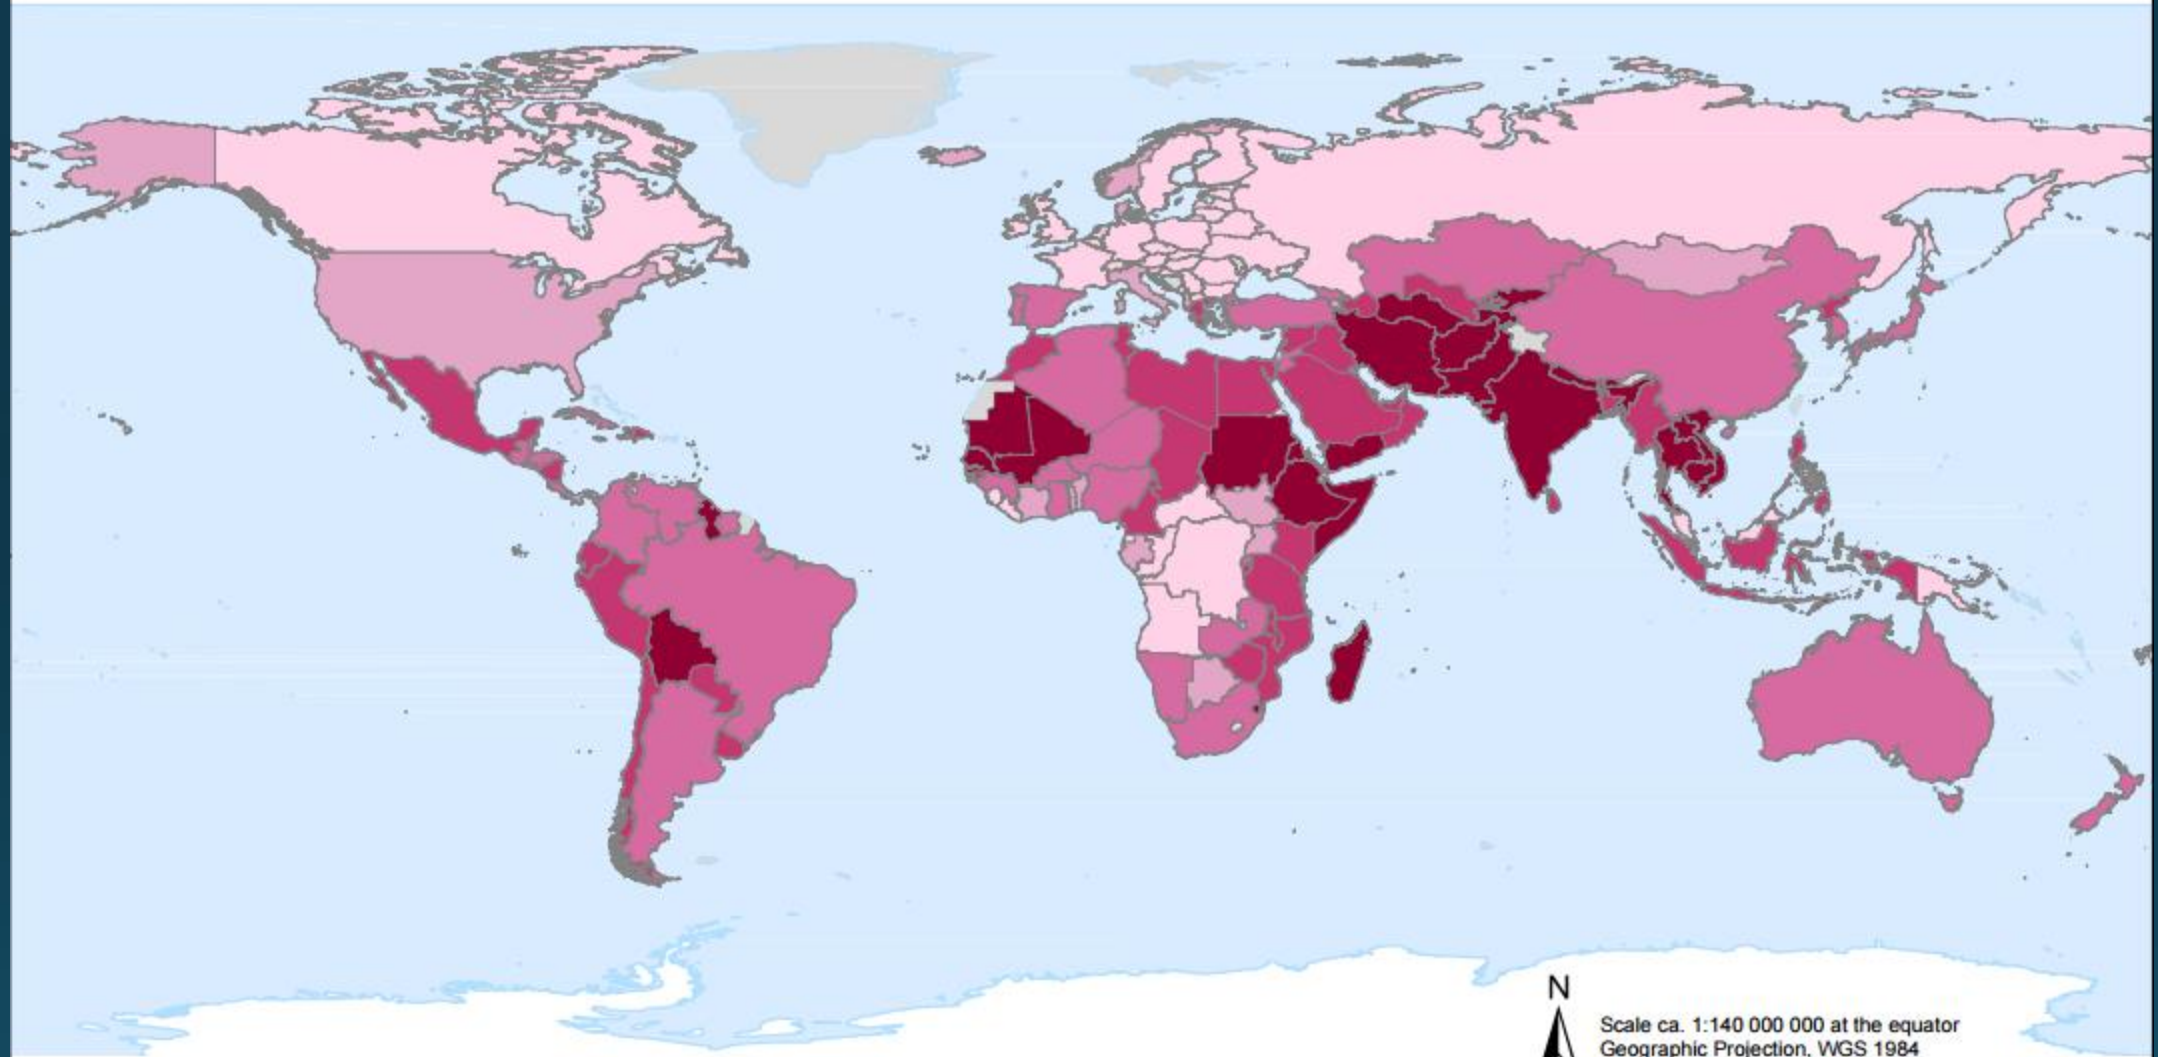 N
Scale ca. 1:140 000 000 at the equator
Geographic Projection, WGS 1984